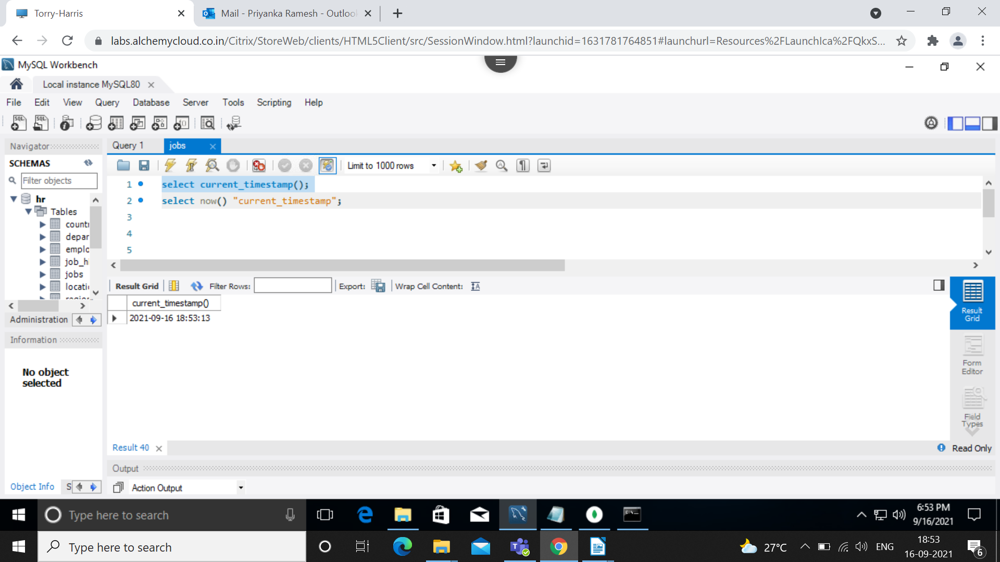 Torry-Harris
Mail - Priyanka Ramesh - Outlook
labs.alchemycloud.co.in/Citrix/StoreWeb/clients/HTML5Client/src/SessionWindow.html?launchid=1631781764851#launchurl=Resources%2FLaunchIca%2FQkxS...
MySQL Workbench
Local instance MySQL80
File Edit View Query Database Server Tools Scripting Help
Navigator
Query 1
jobs
SCHEMAS
Limit to 1000 rows
Filter objects
hr
Tables
countr
depar
emplo
job_hi
jobs
locatio
region
1 select current_timestamp();
2 select now() "current_timestamp";
3
4
5
Result Grid
Filter Rows:
Export:
Wrap Cell Content:
current_timestamp()
2021-09-16 18:53:13
Result Grid
Form Editor
Field Types
Administration
Information
No object
selected
Result 40
Read Only
Output
Object Info
S
Action Output
Type here to search
6:53 PM
9/16/2021
Type here to search
27°C
ENG
18:53
16-09-2021
6